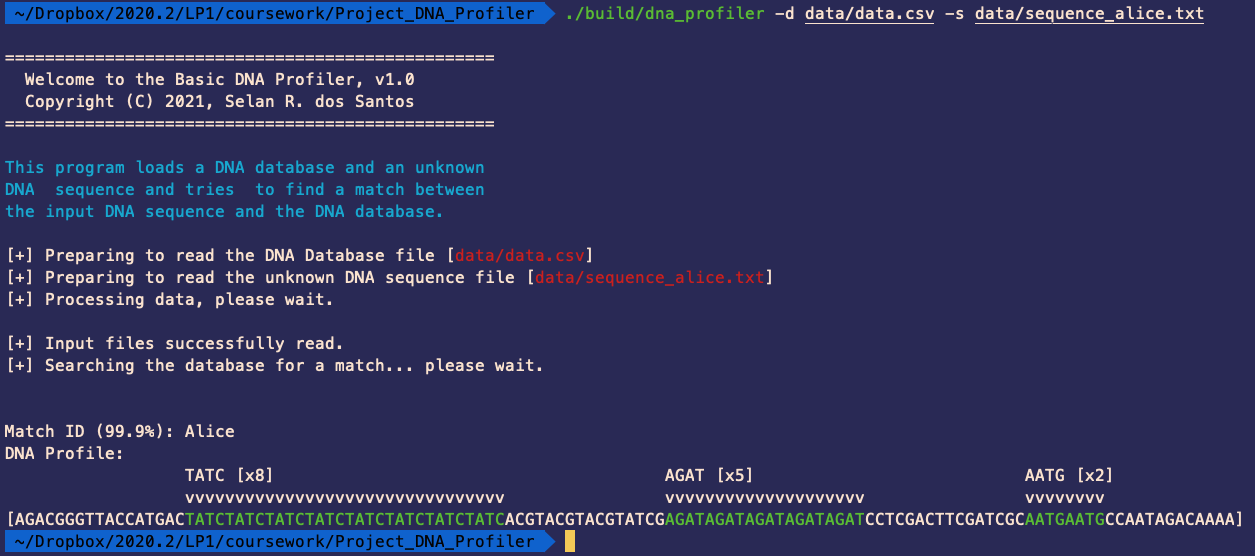 ~/Dropbox/2020.2/LP1/coursework/Project_DNA_Profiler ./build/dna_profiler -d data/data.csv -s data/sequence_alice.txt
=================================================
  Welcome to the Basic DNA Profiler, v1.0
  Copyright (C) 2021, Selan R. dos Santos
=================================================
This program loads a DNA database and an unknown
DNA  sequence and tries  to find a match between
the input DNA sequence and the DNA database.
[+] Preparing to read the DNA Database file [data/data.csv]
[+] Preparing to read the unknown DNA sequence file [data/sequence_alice.txt]
[+] Processing data, please wait.
[+] Input files successfully read.
[+] Searching the database for a match... please wait.
Match ID (99.9%): Alice
DNA Profile:
                  TATC [x8]                                       AGAT [x5]                           AATG [x2]
                  vvvvvvvvvvvvvvvvvvvvvvvvvvvvvvvv                vvvvvvvvvvvvvvvvvvvv                vvvvvvvv
[AGACGGGTTACCATGACTATCTATCTATCTATCTATCTATCTATCTATCACGTACGTACGTATCGAGATAGATAGATAGATAGATCCTCGACTTCGATCGCAATGAATGCCAATAGACAAAA]
~/Dropbox/2020.2/LP1/coursework/Project_DNA_Profiler